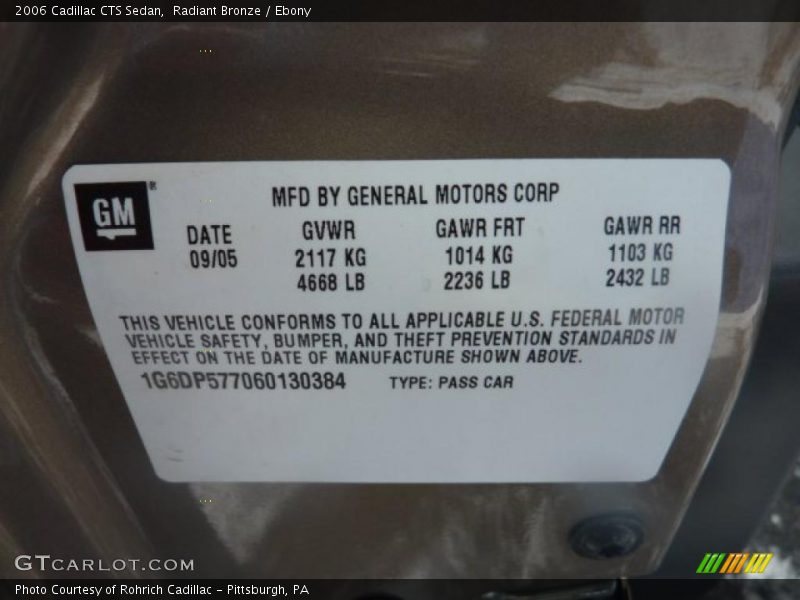 2006 Cadillac CTS Sedan,  Radiant Bronze / Ebony
GM®
MFD BY GENERAL MOTORS CORP
DATE GVWR GAWR FRT GAWR RR
09/05 2117 KG 1014 KG 1103 KG
4668 LB 2236 LB 2432 LB
THIS VEHICLE CONFORMS TO ALL APPLICABLE U.S. FEDERAL MOTOR
VEHICLE SAFETY, BUMPER, AND THEFT PREVENTION STANDARDS IN
EFFECT ON THE DATE OF MANUFACTURE SHOWN ABOVE.
1G6DP577060130384 TYPE: PASS CAR
GTCARLOT.COM
Photo Courtesy of Rohrich Cadillac - Pittsburgh, PA